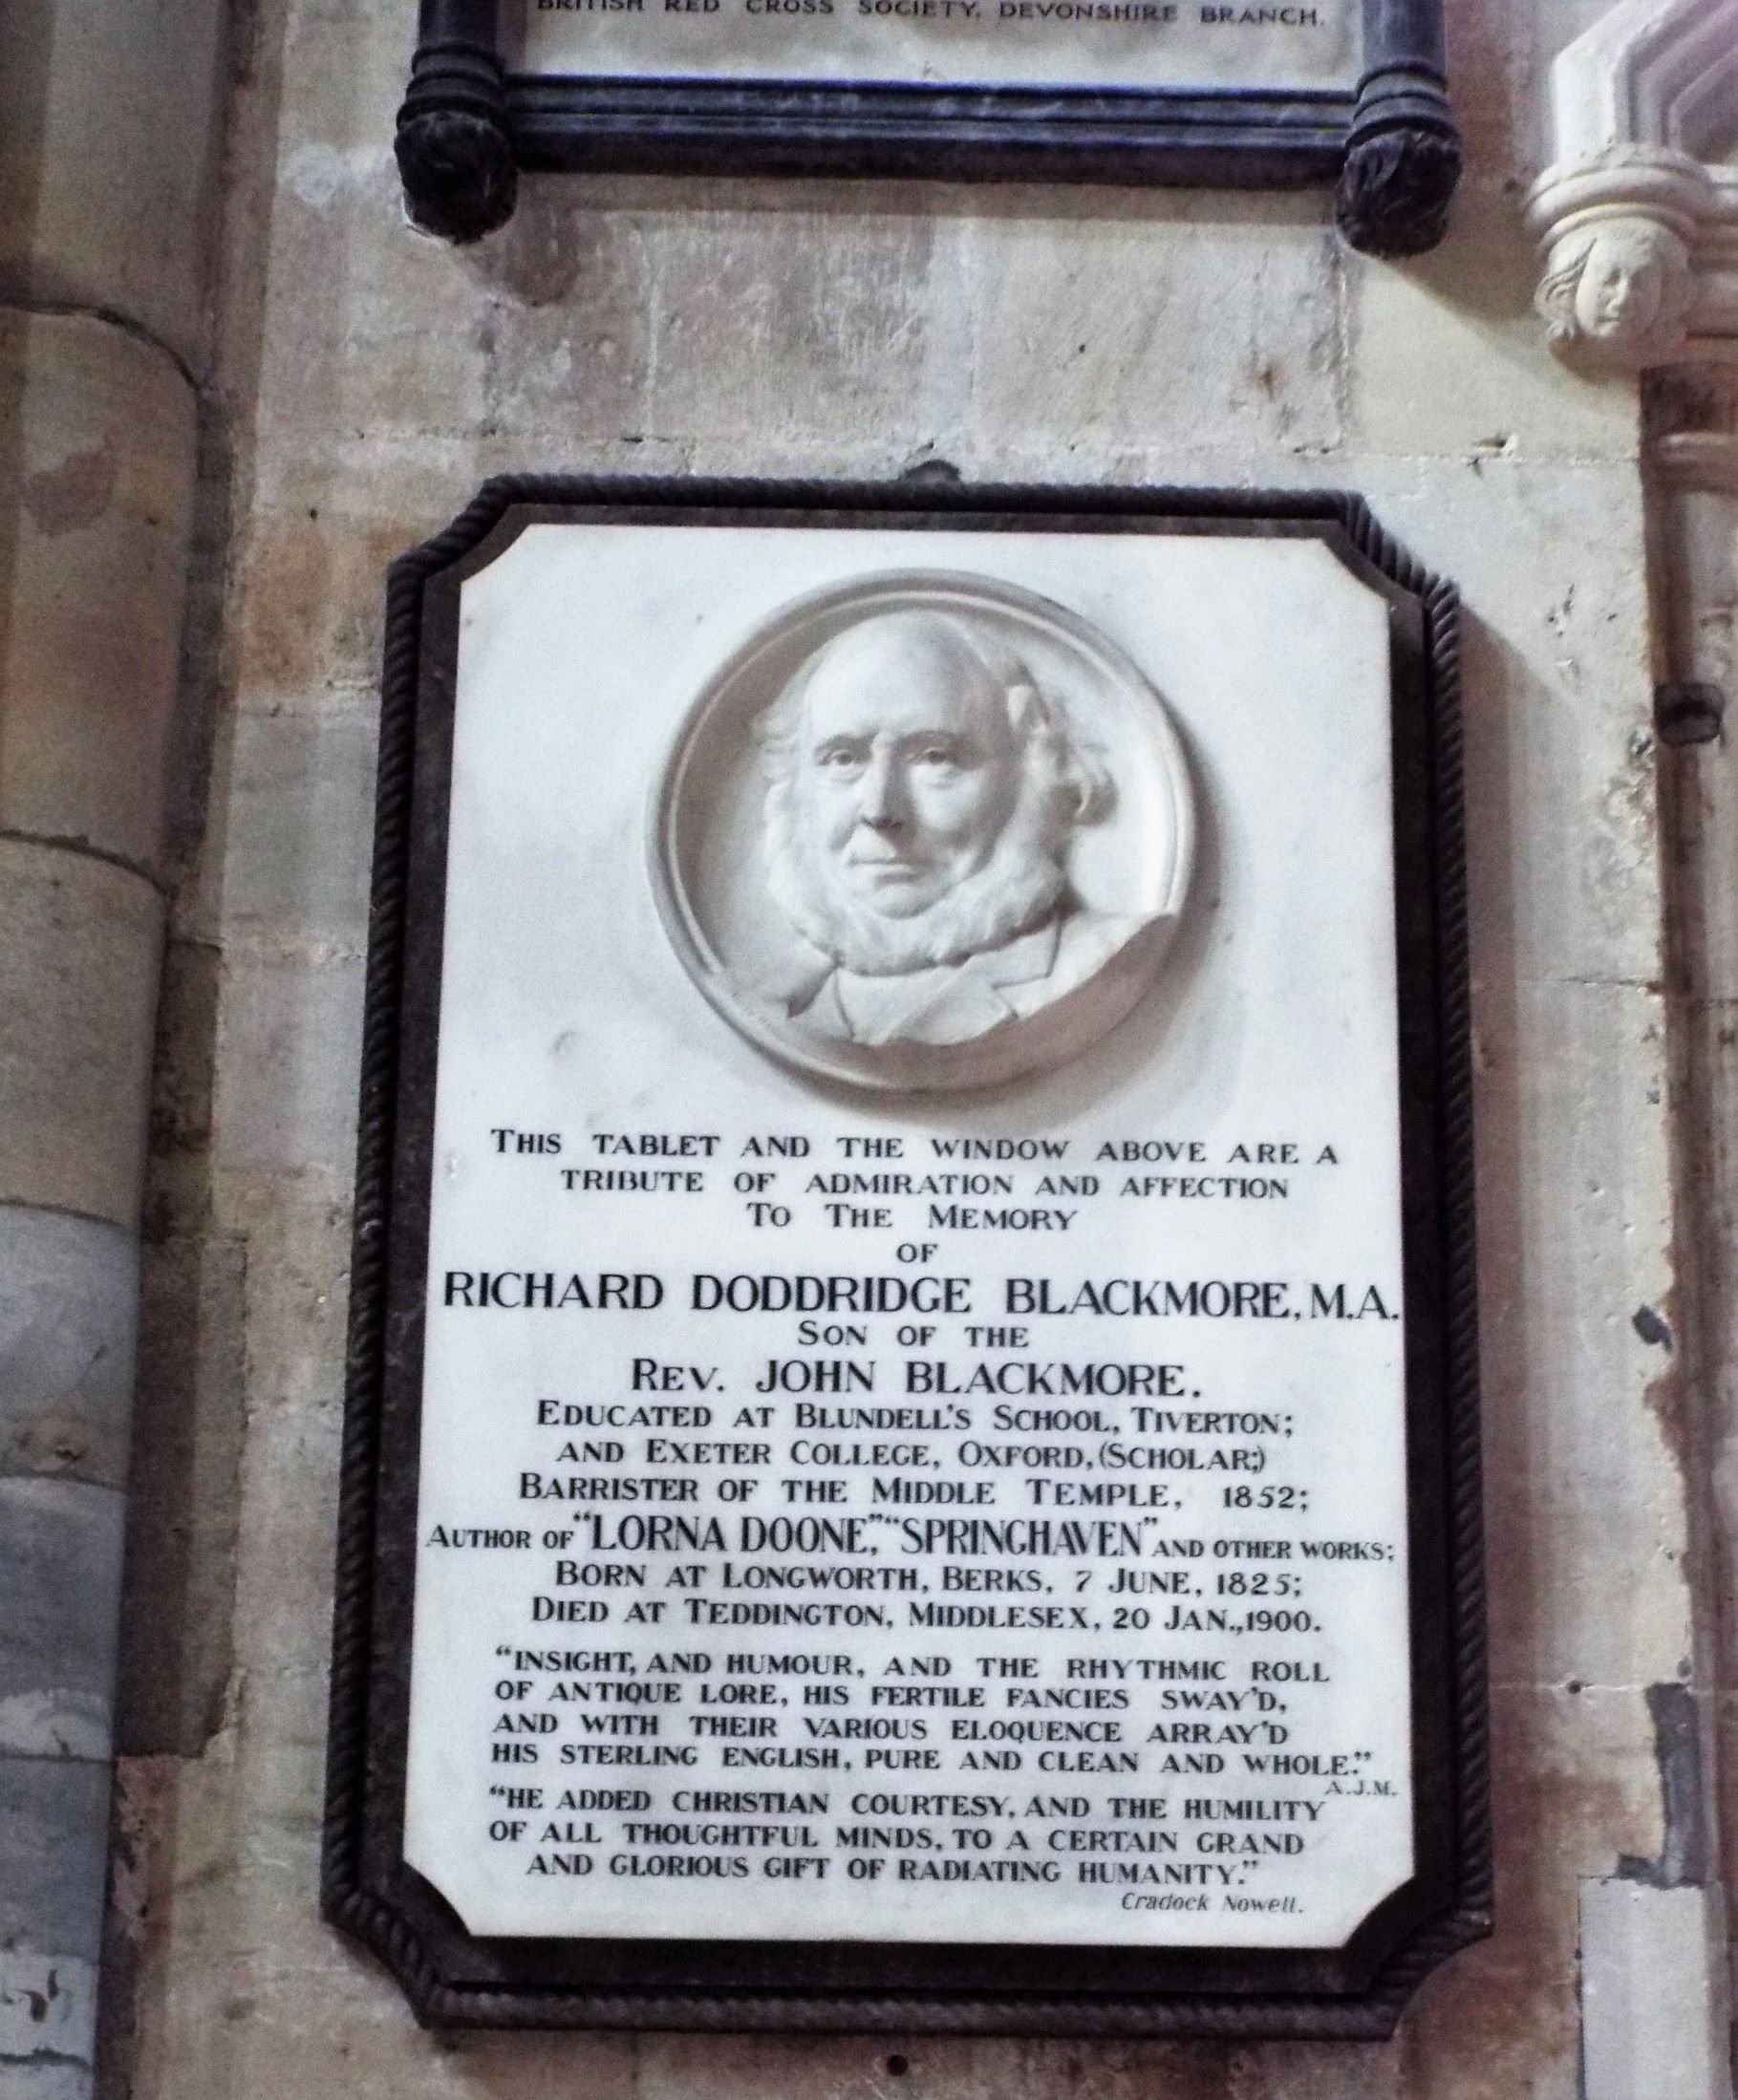 BRITISH RED CROSS SOCIETY, DEVONSHIRE BRANCH.
THIS TABLET AND THE WINDOW ABOVE ARE A
TRIBUTE OF ADMIRATION AND AFFECTION
TO THE MEMORY
OF
RICHARD DODDRIDGE BLACKMORE, M.A.
SON OF THE
REV. JOHN BLACKMORE.
EDUCATED AT BLUNDELL'S SCHOOL, TIVERTON;
AND EXETER COLLEGE, OXFORD, (SCHOLAR;)
BARRISTER OF THE MIDDLE TEMPLE, 1852;
AUTHOR OF "LORNA DOONE," "SPRINGHAVEN" AND OTHER WORKS;
BORN AT LONGWORTH, BERKS, 7 JUNE, 1825;
DIED AT TEDDINGTON, MIDDLESEX, 20 JAN., 1900.
"INSIGHT, AND HUMOUR, AND THE RHYTHMIC ROLL
OF ANTIQUE LORE, HIS FERTILE FANCIES SWAY'D,
AND WITH THEIR VARIOUS ELOQUENCE ARRAY'D
HIS STERLING ENGLISH, PURE AND CLEAN AND WHOLE."
A.J.M.
"HE ADDED CHRISTIAN COURTESY, AND THE HUMILITY
OF ALL THOUGHTFUL MINDS, TO A CERTAIN GRAND
AND GLORIOUS GIFT OF RADIATING HUMANITY."
Cradock Nowell.